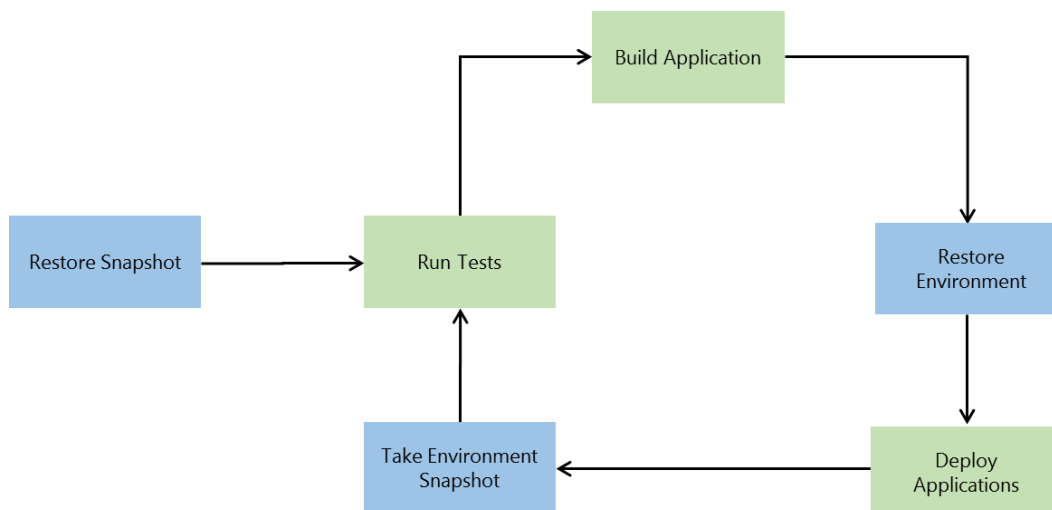 Build Application
Restore Snapshot
Run Tests
Restore
Environment
Take Environment
Snapshot
Deploy
Applications